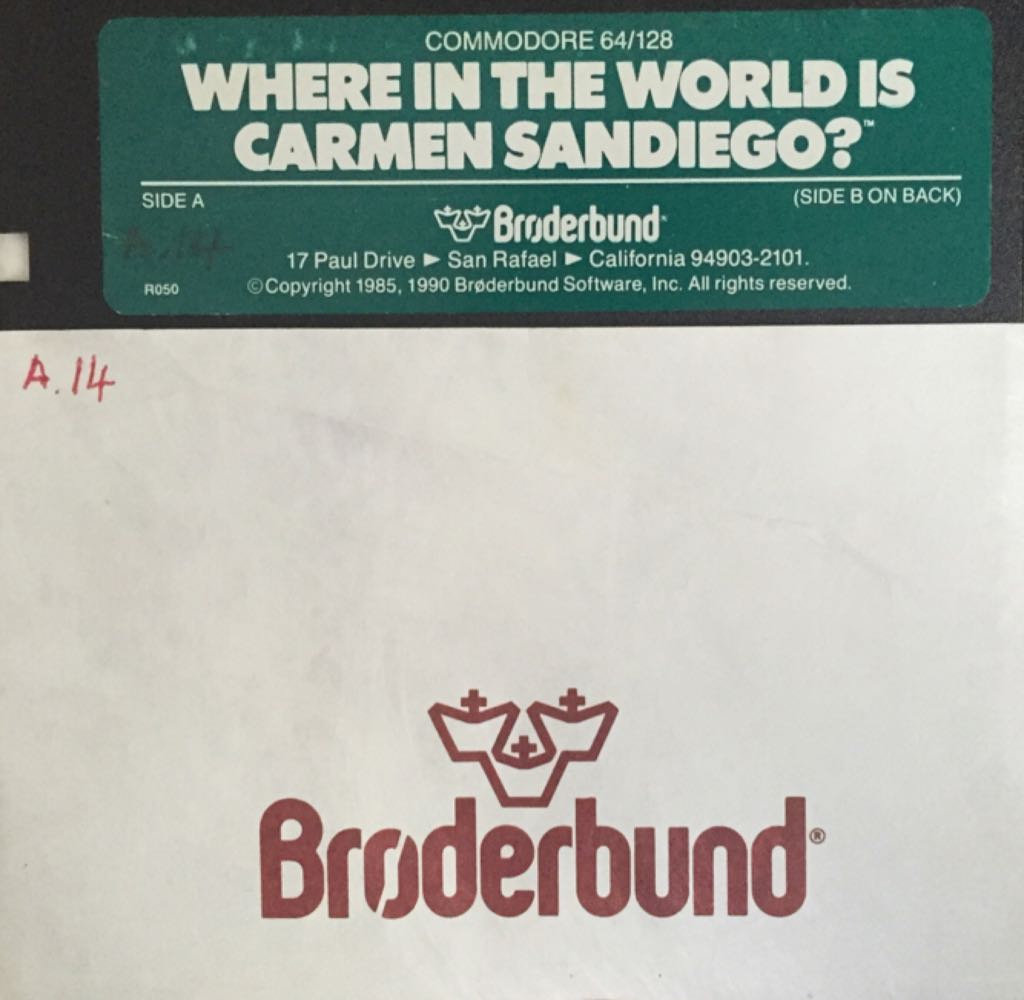 COMMODORE 64/128
WHERE IN THE WORLD IS
CARMEN SANDIEGO?™
SIDE A
(SIDE B ON BACK)
Brøderbund®
17 Paul Drive ► San Rafael ► California 94903-2101.
R050
©Copyright 1985, 1990 Brøderbund Software, Inc. All rights reserved.
A.14
Brøderbund®